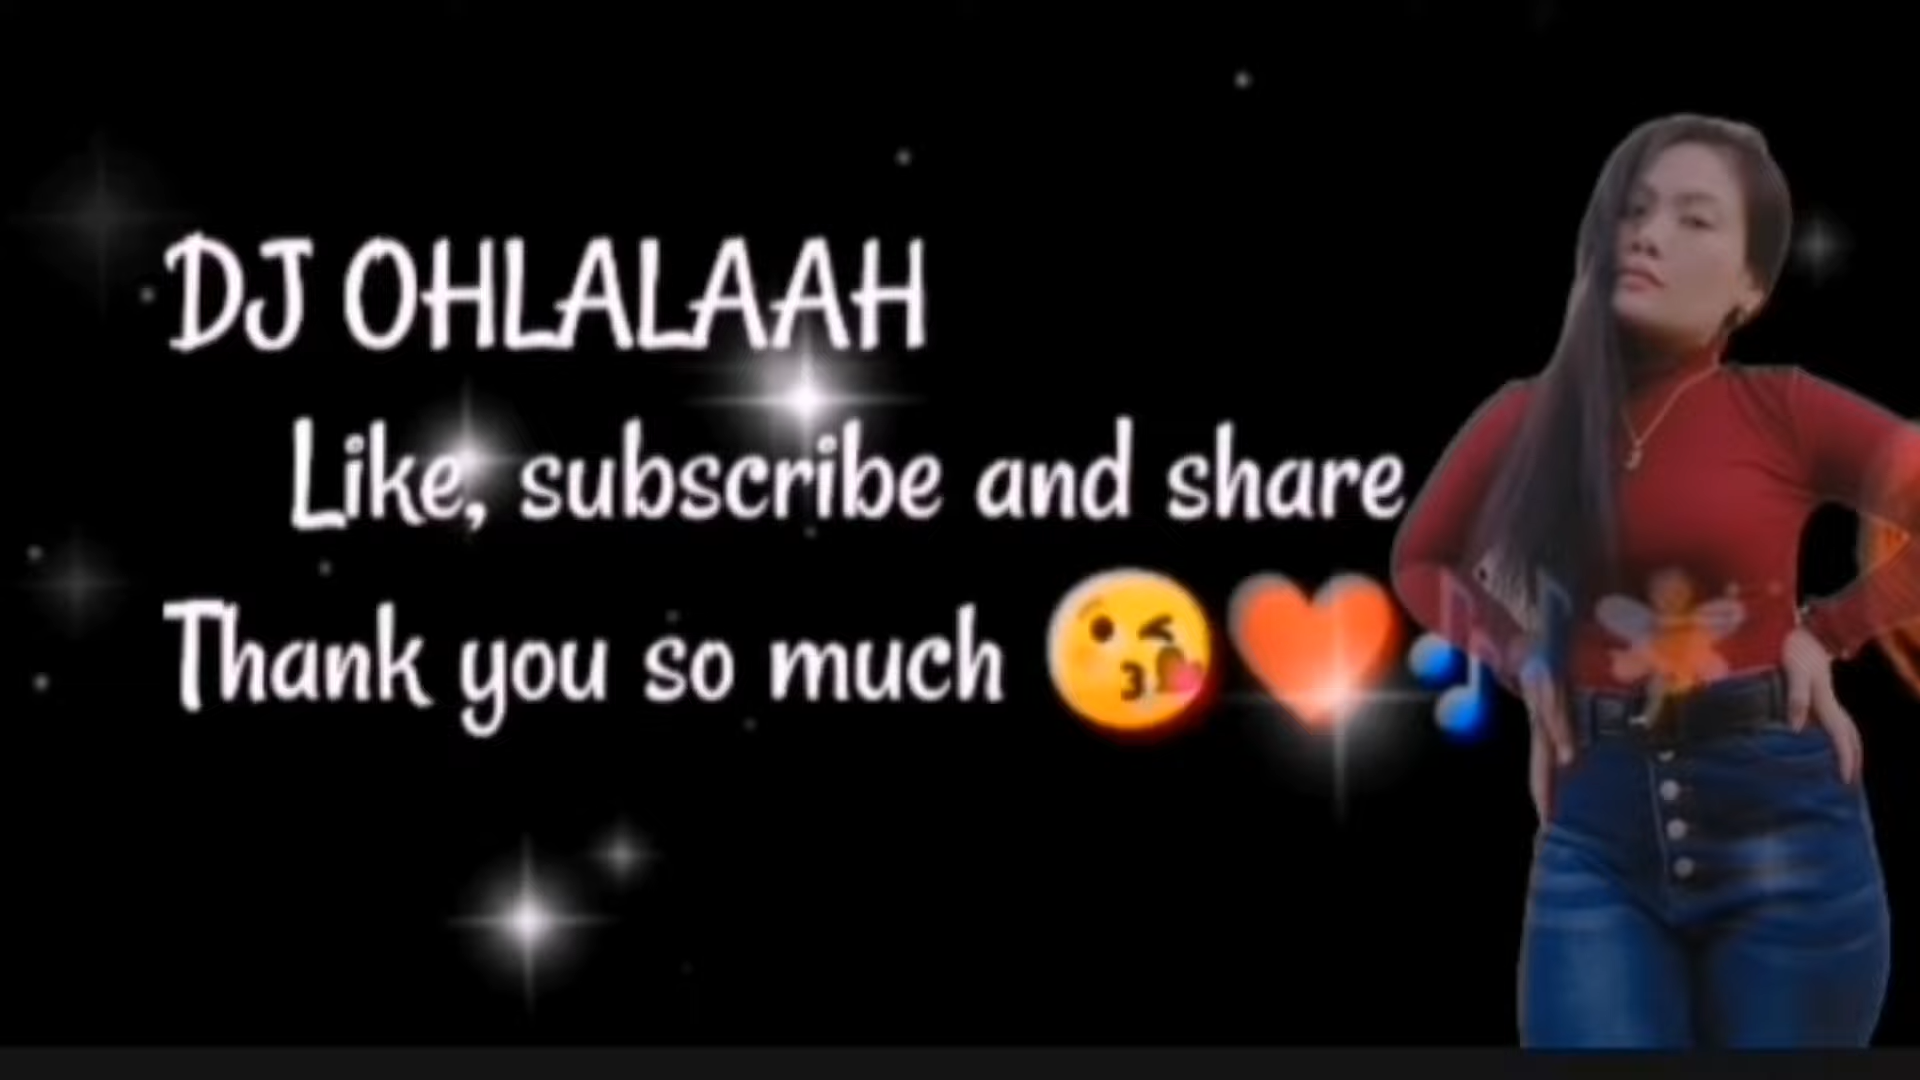 DJ OHLALAAH
Like, subscribe and share
Thank you so much 😘❤️🎵